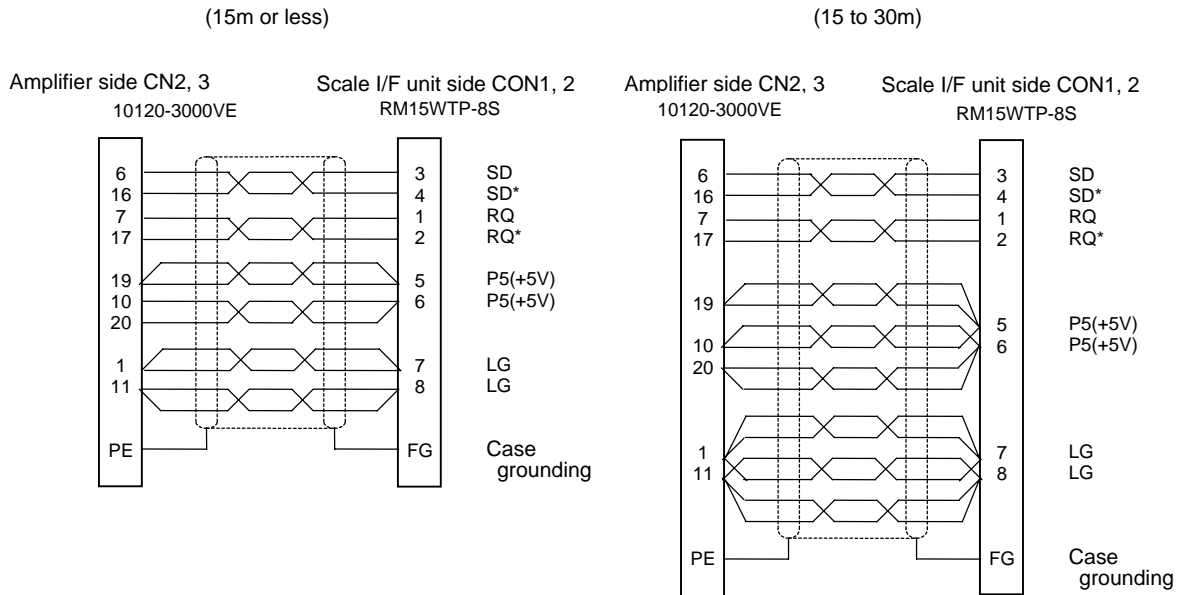 (15m or less)
Amplifier side CN2, 3
10120-3000VE
Scale I/F unit side CON1, 2
RM15WTP-8S
6 3 SD
16 4 SD*
7 1 RQ
17 2 RQ*
19 5 P5(+5V)
10 6 P5(+5V)
20
1 7 LG
11 8 LG
PE FG Case
grounding
(15 to 30m)
Amplifier side CN2, 3
10120-3000VE
Scale I/F unit side CON1, 2
RM15WTP-8S
6 3 SD
16 4 SD*
7 1 RQ
17 2 RQ*
19
5 P5(+5V)
10 6 P5(+5V)
20
1 7 LG
11 8 LG
PE FG Case
grounding